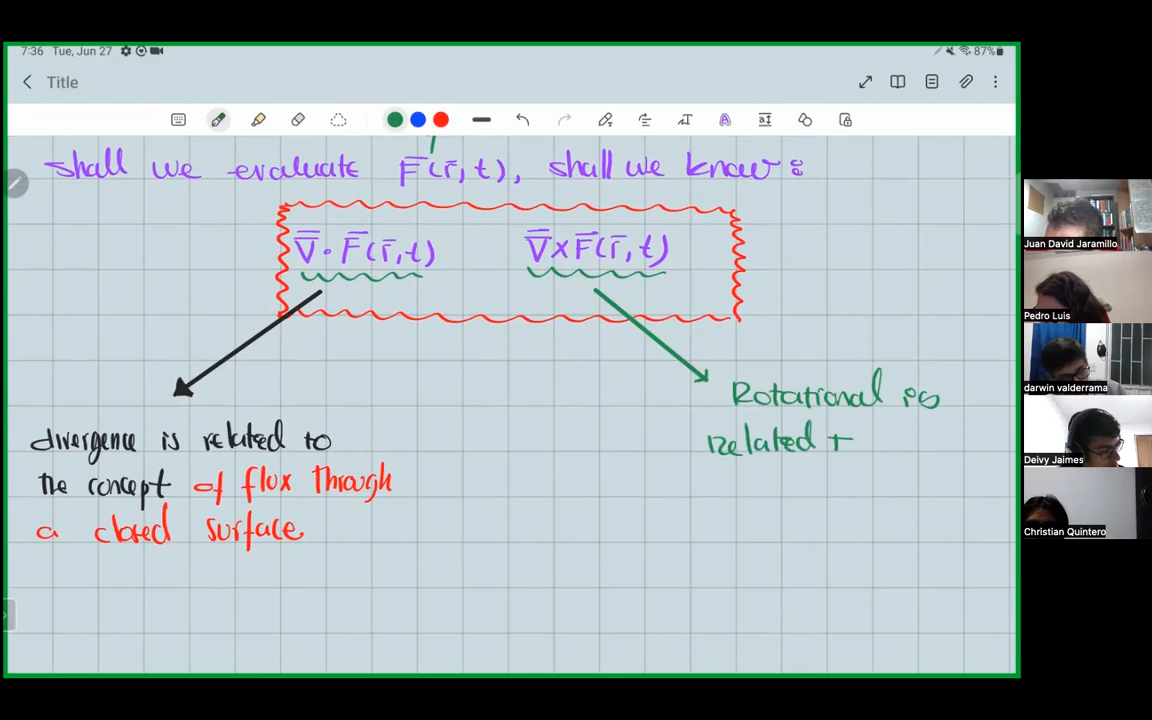 7:36 Tue, Jun 27
87%
Title
shall we evaluate F̄(r̄,t), shall we know:
∇̄·F̄(r̄,t) ∇̄×F̄(r̄,t)
Rotational is
related t
divergence is related to
the concept of flux through
a closed surface
Juan David Jaramillo
Pedro Luis
darwin valderrama
Deivy Jaimes
Christian Quintero